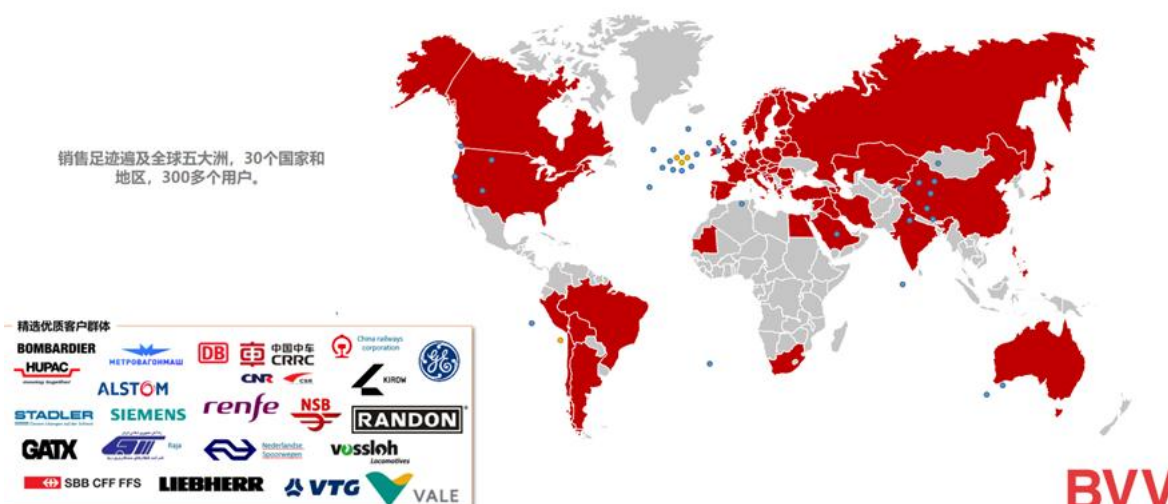 销售足迹遍及全球五大洲，30个国家和
地区，300多个用户。
精选优质客户群体
BOMBARDIER
МЕТРОВАГОНМАШ
DB
中国中车
CRRC
China railways
corporation
GE
HUPAC
CNR
CSR
KIROW
ALSTOM
STADLER
SIEMENS
renfe
NSB
RANDON
GATX
Raja
Nederlandse
Spoorwegen
vossloh
Locomotives
SBB CFF FFS
LIEBHERR
VTG
VALE
BVV